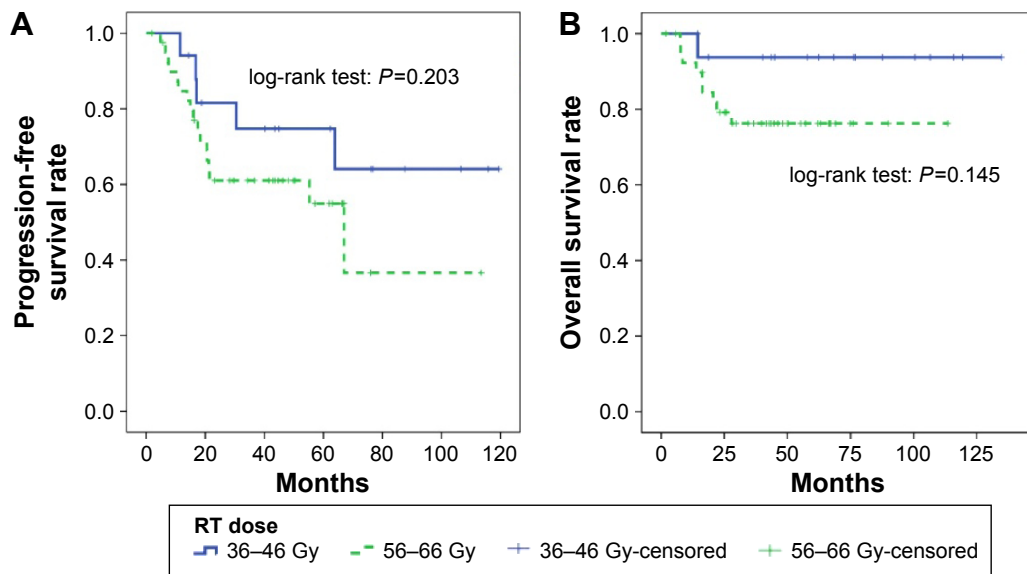 A
Progression-free
survival rate
1.0
0.8
0.6
0.4
0.2
0.0
log-rank test: P=0.203
0 20 40 60 80 100 120
Months
B
Overall survival rate
1.0
0.8
0.6
0.4
0.2
0.0
log-rank test: P=0.145
0 25 50 75 100 125
Months
RT dose
36–46 Gy 56–66 Gy 36–46 Gy-censored 56–66 Gy-censored